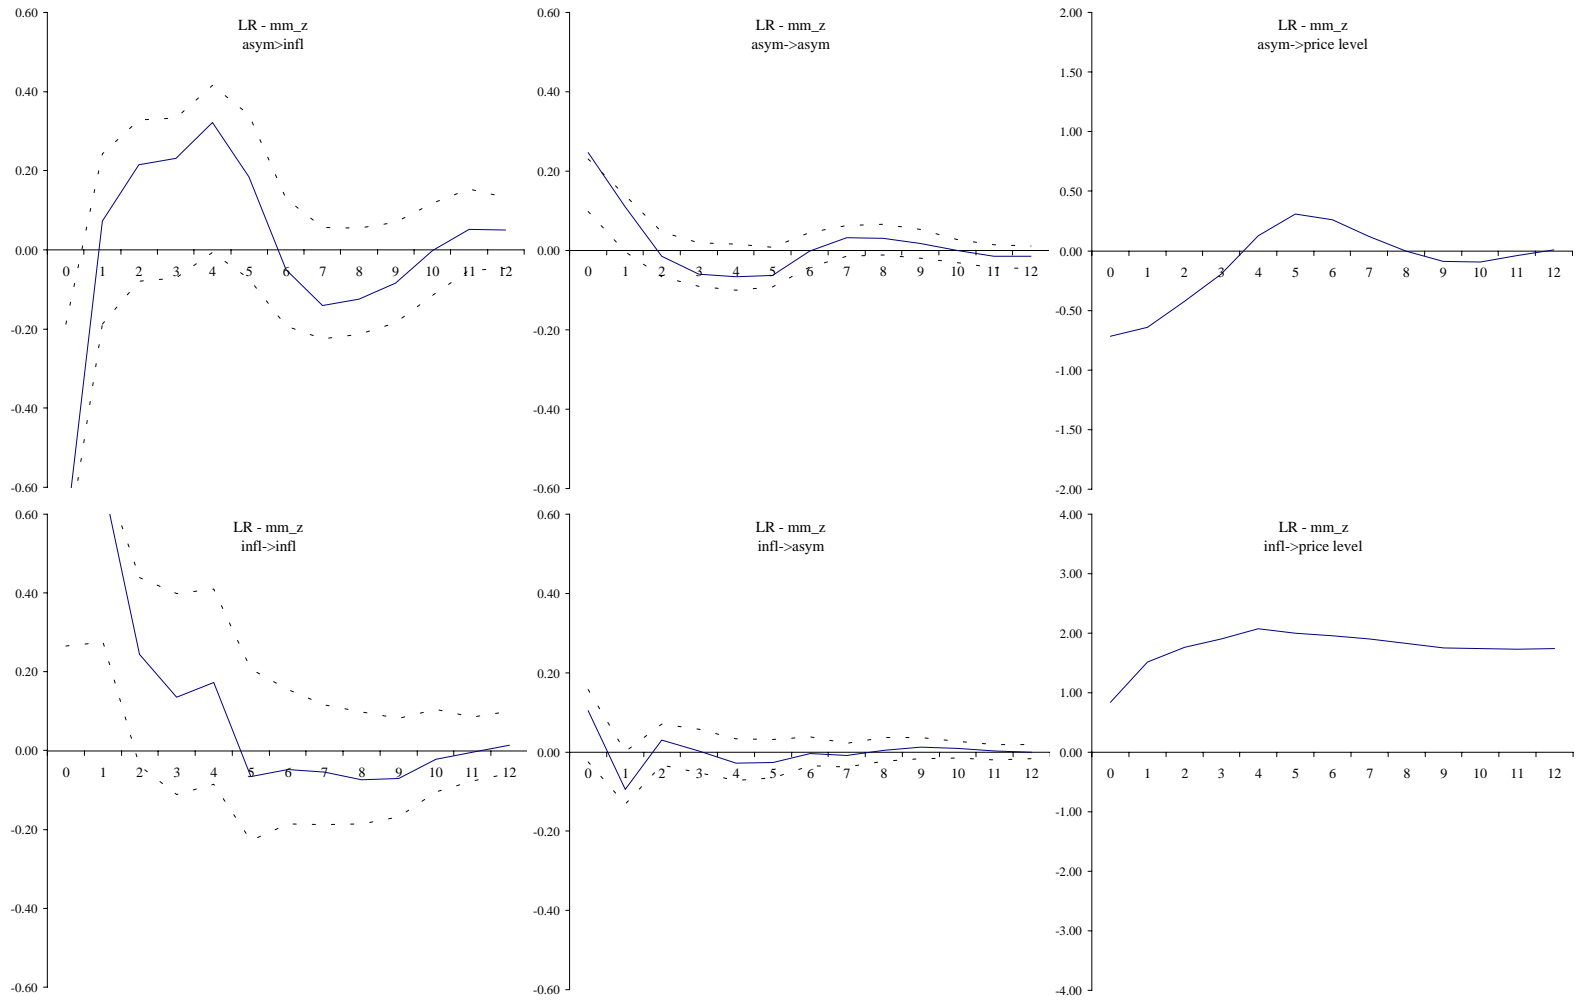 LR - mm_z
asym>infl
0.60
0.40
0.20
0.00
-0.20
-0.40
-0.60
0 1 2 3 4 5 6 7 8 9 10 11 12
LR - mm_z
asym->asym
0.60
0.40
0.20
0.00
-0.20
-0.40
-0.60
0 1 2 3 4 5 6 7 8 9 10 11 12
LR - mm_z
asym->price level
2.00
1.50
1.00
0.50
0.00
-0.50
-1.00
-1.50
-2.00
0 1 2 3 4 5 6 7 8 9 10 11 12
LR - mm_z
infl->infl
0.60
0.40
0.20
0.00
-0.20
-0.40
-0.60
0 1 2 3 4 5 6 7 8 9 10 11 12
LR - mm_z
infl->asym
0.60
0.40
0.20
0.00
-0.20
-0.40
-0.60
0 1 2 3 4 5 6 7 8 9 10 11 12
LR - mm_z
infl->price level
4.00
3.00
2.00
1.00
0.00
-1.00
-2.00
-3.00
-4.00
0 1 2 3 4 5 6 7 8 9 10 11 12